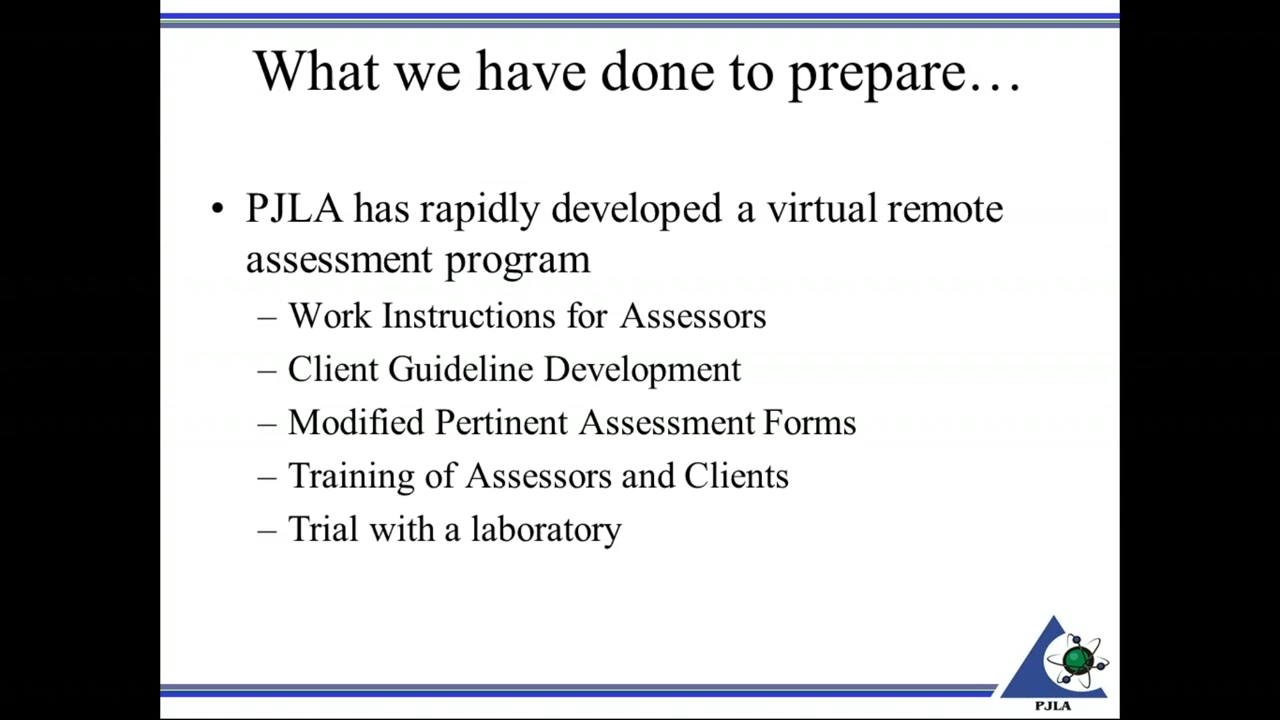 What we have done to prepare…
• PJLA has rapidly developed a virtual remote
assessment program
– Work Instructions for Assessors
– Client Guideline Development
– Modified Pertinent Assessment Forms
– Training of Assessors and Clients
– Trial with a laboratory
PJLA